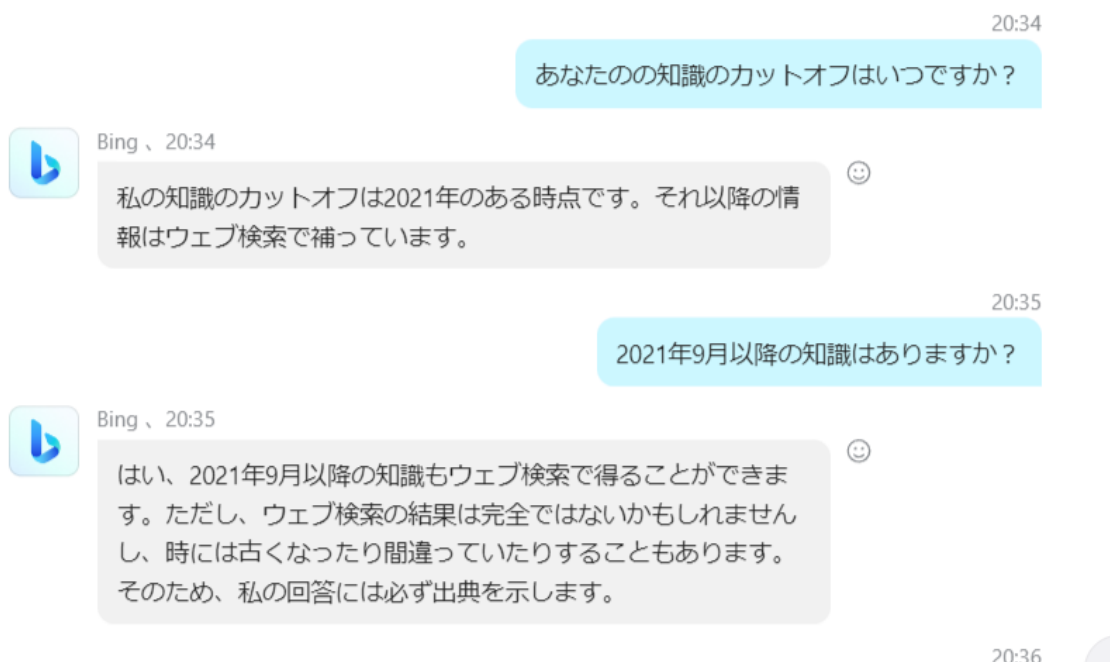 20:34
あなたのの知識のカットオフはいつですか？
Bing 、20:34
私の知識のカットオフは2021年のある時点です。それ以降の情
報はウェブ検索で補っています。
20:35
2021年9月以降の知識はありますか？
Bing 、20:35
はい、2021年9月以降の知識もウェブ検索で得ることができま
す。ただし、ウェブ検索の結果は完全ではないかもしれません
し、時には古くなったり間違っていたりすることもあります。
そのため、私の回答には必ず出典を示します。
20:36